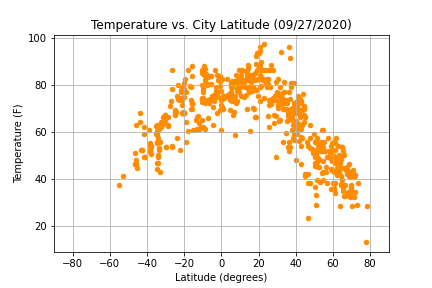 Temperature vs. City Latitude (09/27/2020)
100
80
60
40
20
Temperature (F)
−80 −60 −40 −20 0 20 40 60 80
Latitude (degrees)